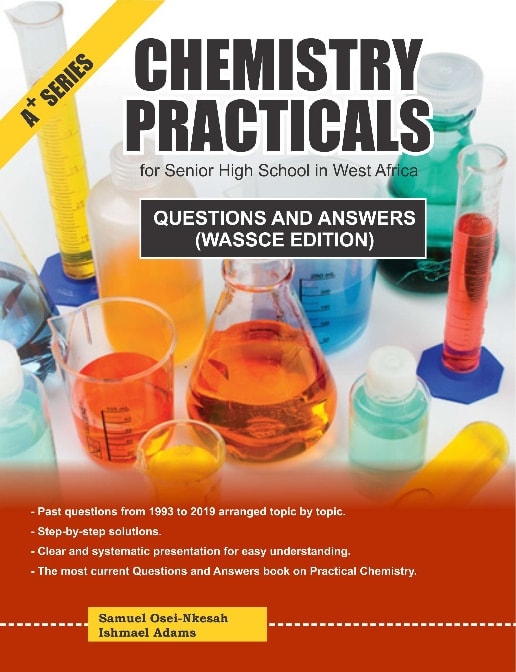 A+ SERIES
CHEMISTRY
PRACTICALS
for Senior High School in West Africa
QUESTIONS AND ANSWERS
(WASSCE EDITION)
- Past questions from 1993 to 2019 arranged topic by topic.
- Step-by-step solutions.
- Clear and systematic presentation for easy understanding.
- The most current Questions and Answers book on Practical Chemistry.
Samuel Osei-Nkesah
Ishmael Adams